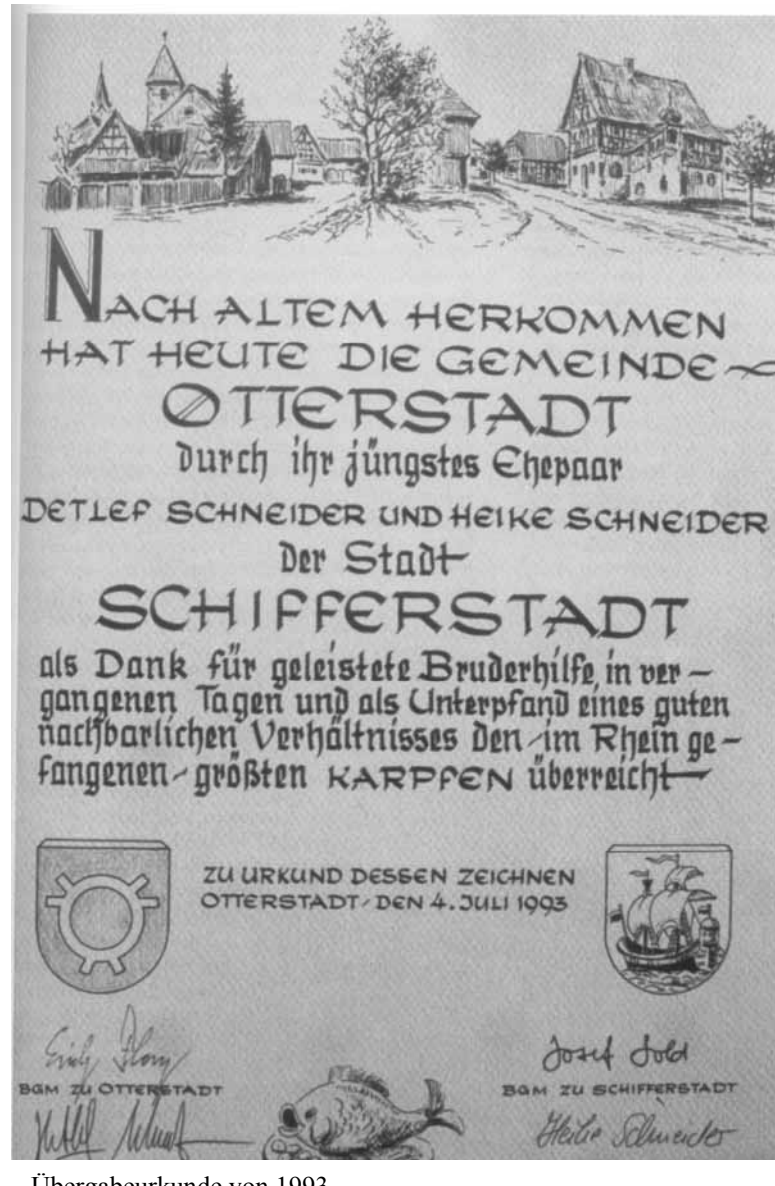 NACH ALTEM HERKOMMEN
HAT HEUTE DIE GEMEINDE
OTTERSTADT
durch ihr jüngstes Ehepaar
DETLEF SCHNEIDER UND HEIKE SCHNEIDER
der Stadt
SCHIFFERSTADT
als Dank für geleistete Bruderhilfe, in ver-
gangenen Tagen und als Unterpfand eines guten
nachbarlichen Verhältnisses den im Rhein ge-
fangenen größten KARPFEN überreicht
ZU URKUND DESSEN ZEICHNEN
OTTERSTADT, DEN 4. JULI 1993
Erich Josef
BGM ZU OTTERSTADT BGM ZU SCHIFFERSTADT
Heike Schneider
Übergabeurkunde von 1993